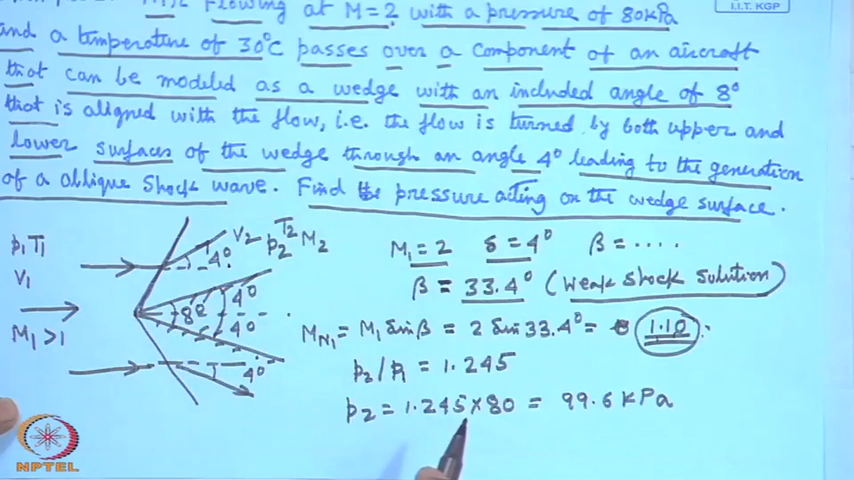 Flowing at M=2 with a pressure of 80kPa
I.I.T. KGP
and a temperature of 30°C passes over a component of an aircraft
that can be modeled as a wedge with an included angle of 8°
that is aligned with the flow, i.e. the flow is turned by both upper and
lower surfaces of the wedge through an angle 4° leading to the generation
of a oblique shock wave. Find the pressure acting on the wedge surface.
p₁T₁
V₁
M₁>1
V₂
T₂
p₂ M₂
4°
8°
4°
4°
4°
M₁=2 δ=4° β=....
β = 33.4° (Weak shock Solution)
M_N₁= M₁ sinβ = 2 sin 33.4° = 1.10
p₂/p₁ = 1.245
p₂ = 1.245×80 = 99.6 kPa
NPTEL